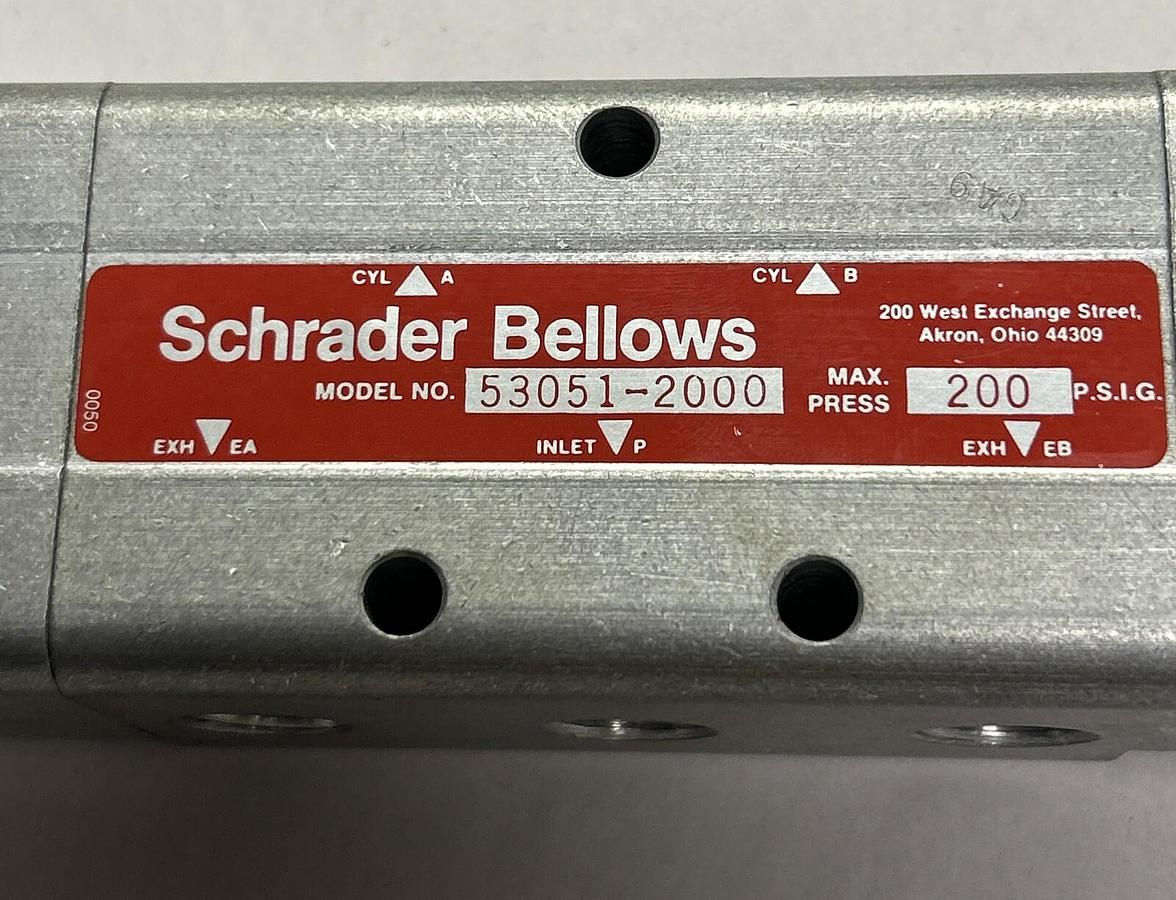 CYL A
CYL B
Schrader Bellows
200 West Exchange Street,
Akron, Ohio 44309
MODEL NO. 53051-2000
MAX.
PRESS 200 P.S.I.G.
0050
EXH EA
INLET P
EXH EB